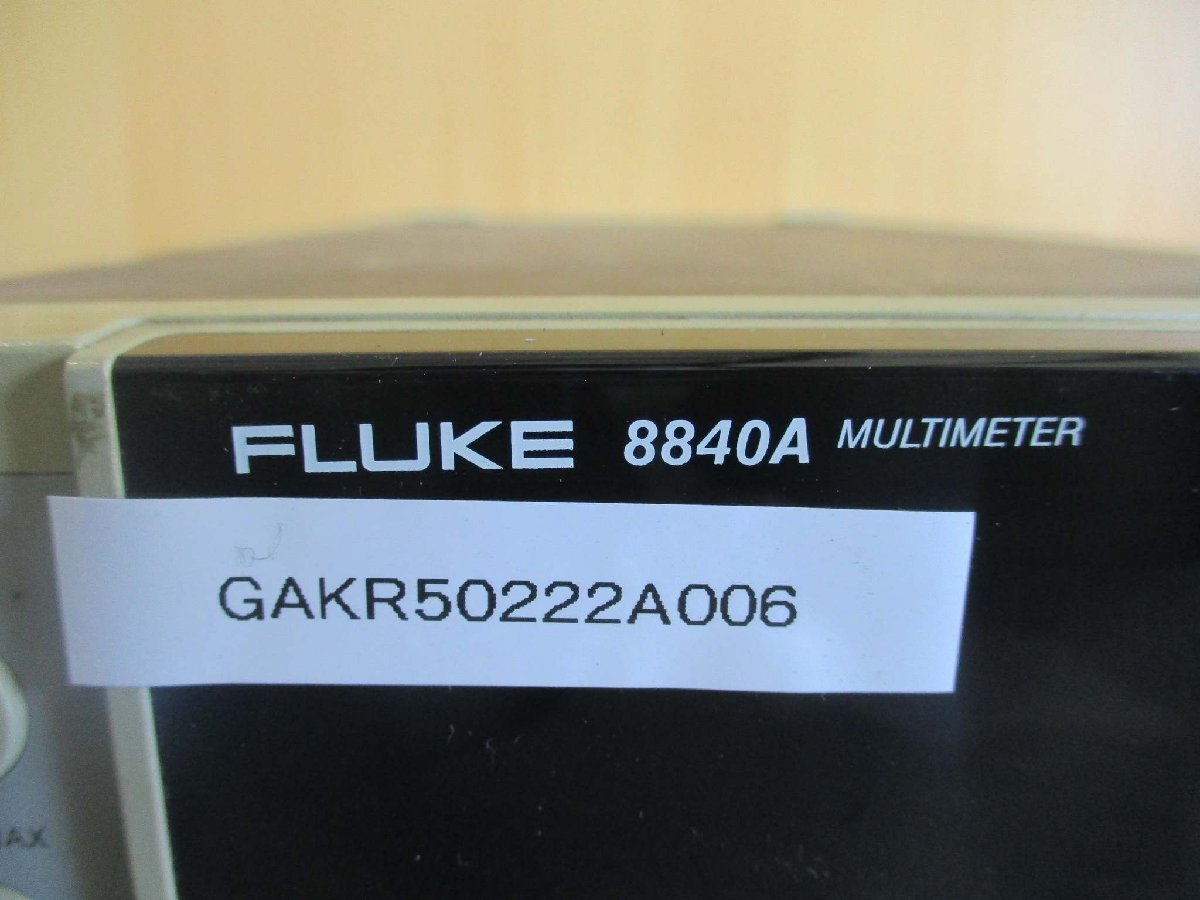 FLUKE 8840A MULTIMETER
GAKR50222A006